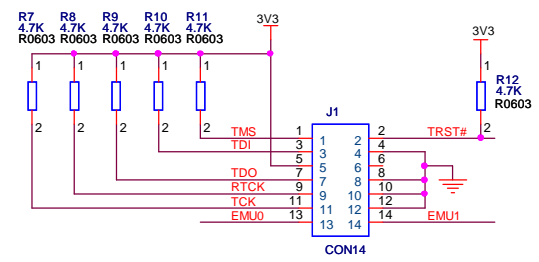 R7 R8 R9 R10 R11
4.7K 4.7K 4.7K 4.7K 4.7K
R0603 R0603 R0603 R0603 R0603
3V3
3V3
1 1 1 1 1
1
R12
4.7K
R0603
2 2 2 2 2
2
J1
TMS 1 1 2 2 TRST#
TDI 3 3 4 4
5 5 6 6
TDO 7 7 8 8
RTCK 9 9 10 10
TCK 11 11 12 12
EMU0 13 13 14 14 EMU1
CON14